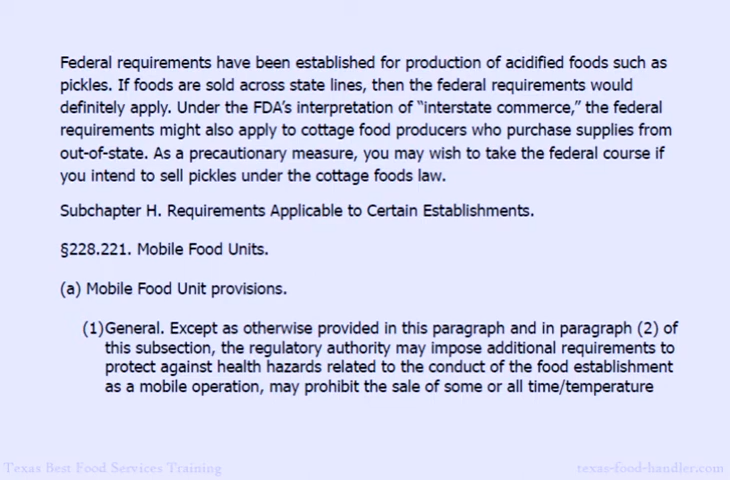 Federal requirements have been established for production of acidified foods such as
pickles. If foods are sold across state lines, then the federal requirements would
definitely apply. Under the FDA's interpretation of "interstate commerce," the federal
requirements might also apply to cottage food producers who purchase supplies from
out-of-state. As a precautionary measure, you may wish to take the federal course if
you intend to sell pickles under the cottage foods law.
Subchapter H. Requirements Applicable to Certain Establishments.
§228.221. Mobile Food Units.
(a) Mobile Food Unit provisions.
(1)General. Except as otherwise provided in this paragraph and in paragraph (2) of
this subsection, the regulatory authority may impose additional requirements to
protect against health hazards related to the conduct of the food establishment
as a mobile operation, may prohibit the sale of some or all time/temperature
Texas Best Food Services Training
texas-food-handler.com